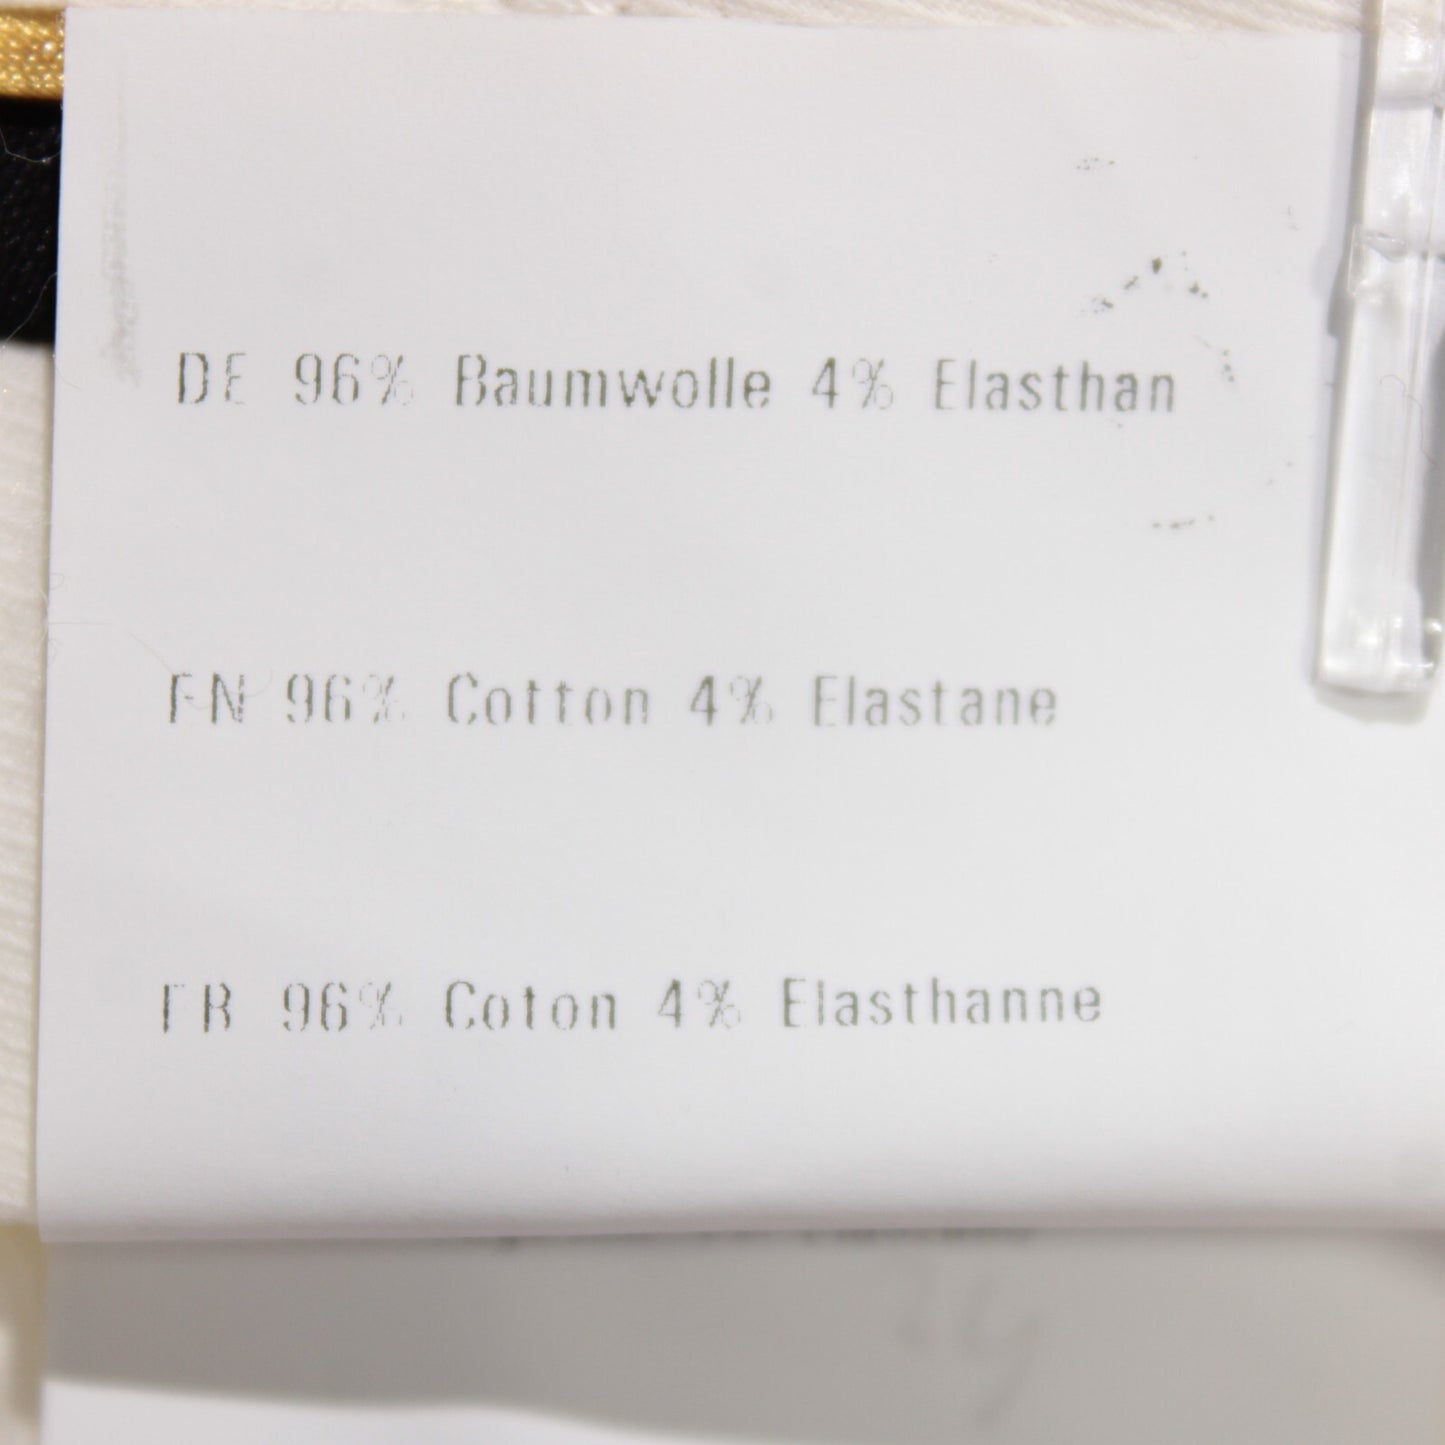 DE 96% Baumwolle 4% Elasthan
EN 96% Cotton 4% Elastane
FR 96% Coton 4% Elasthanne